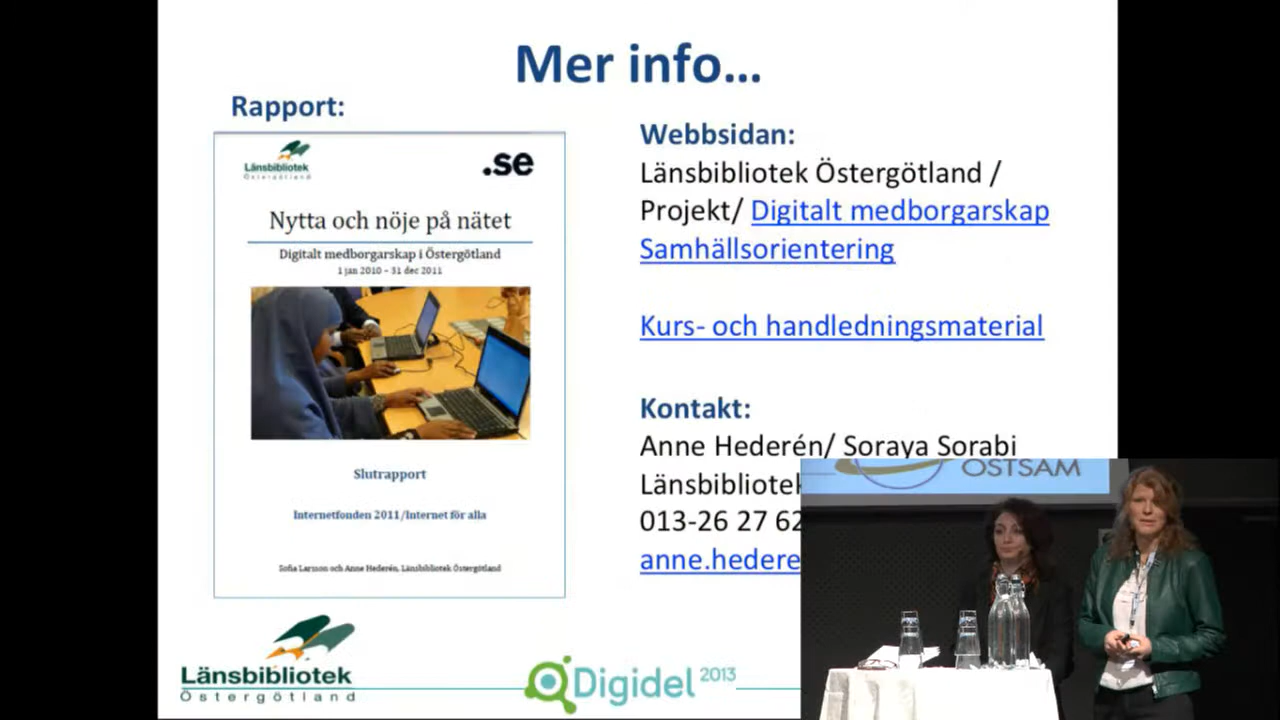 Mer info...
Rapport:
Länsbibliotek
Östergötland
.se
Nytta och nöje på nätet
Digitalt medborgarskap i Östergötland
1 jan 2010 – 31 dec 2011
Slutrapport
Internetfonden 2011/Internet för alla
Sofia Larsson och Anne Hederén, Länsbibliotek Östergötland
Webbsidan:
Länsbibliotek Östergötland /
Projekt/ Digitalt medborgarskap
Samhällsorientering
Kurs- och handledningsmaterial
Kontakt:
Anne Hederén/ Soraya Sorabi
Länsbibliotek
013-26 27 62
anne.hedere
ÖSTSAM
Länsbibliotek
Östergötland
Digidel 2013